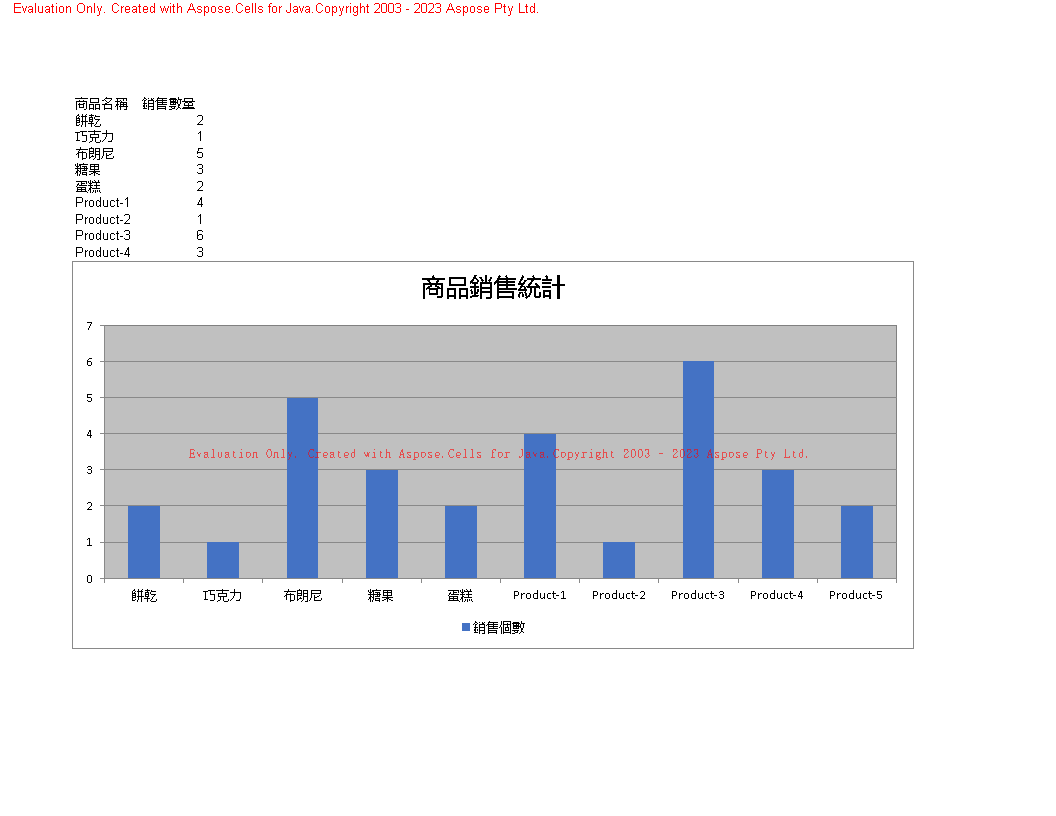 Evaluation Only. Created with Aspose.Cells for Java.Copyright 2003 - 2023 Aspose Pty Ltd.
商品名稱 銷售數量
餅乾 2
巧克力 1
布朗尼 5
糖果 3
蛋糕 2
Product-1 4
Product-2 1
Product-3 6
Product-4 3
商品銷售統計
7
6
5
4
Evaluation Only. Created with Aspose.Cells for Java.Copyright 2003 - 2023 Aspose Pty Ltd.
3
2
1
0
餅乾 巧克力 布朗尼 糖果 蛋糕 Product-1 Product-2 Product-3 Product-4 Product-5
銷售個數